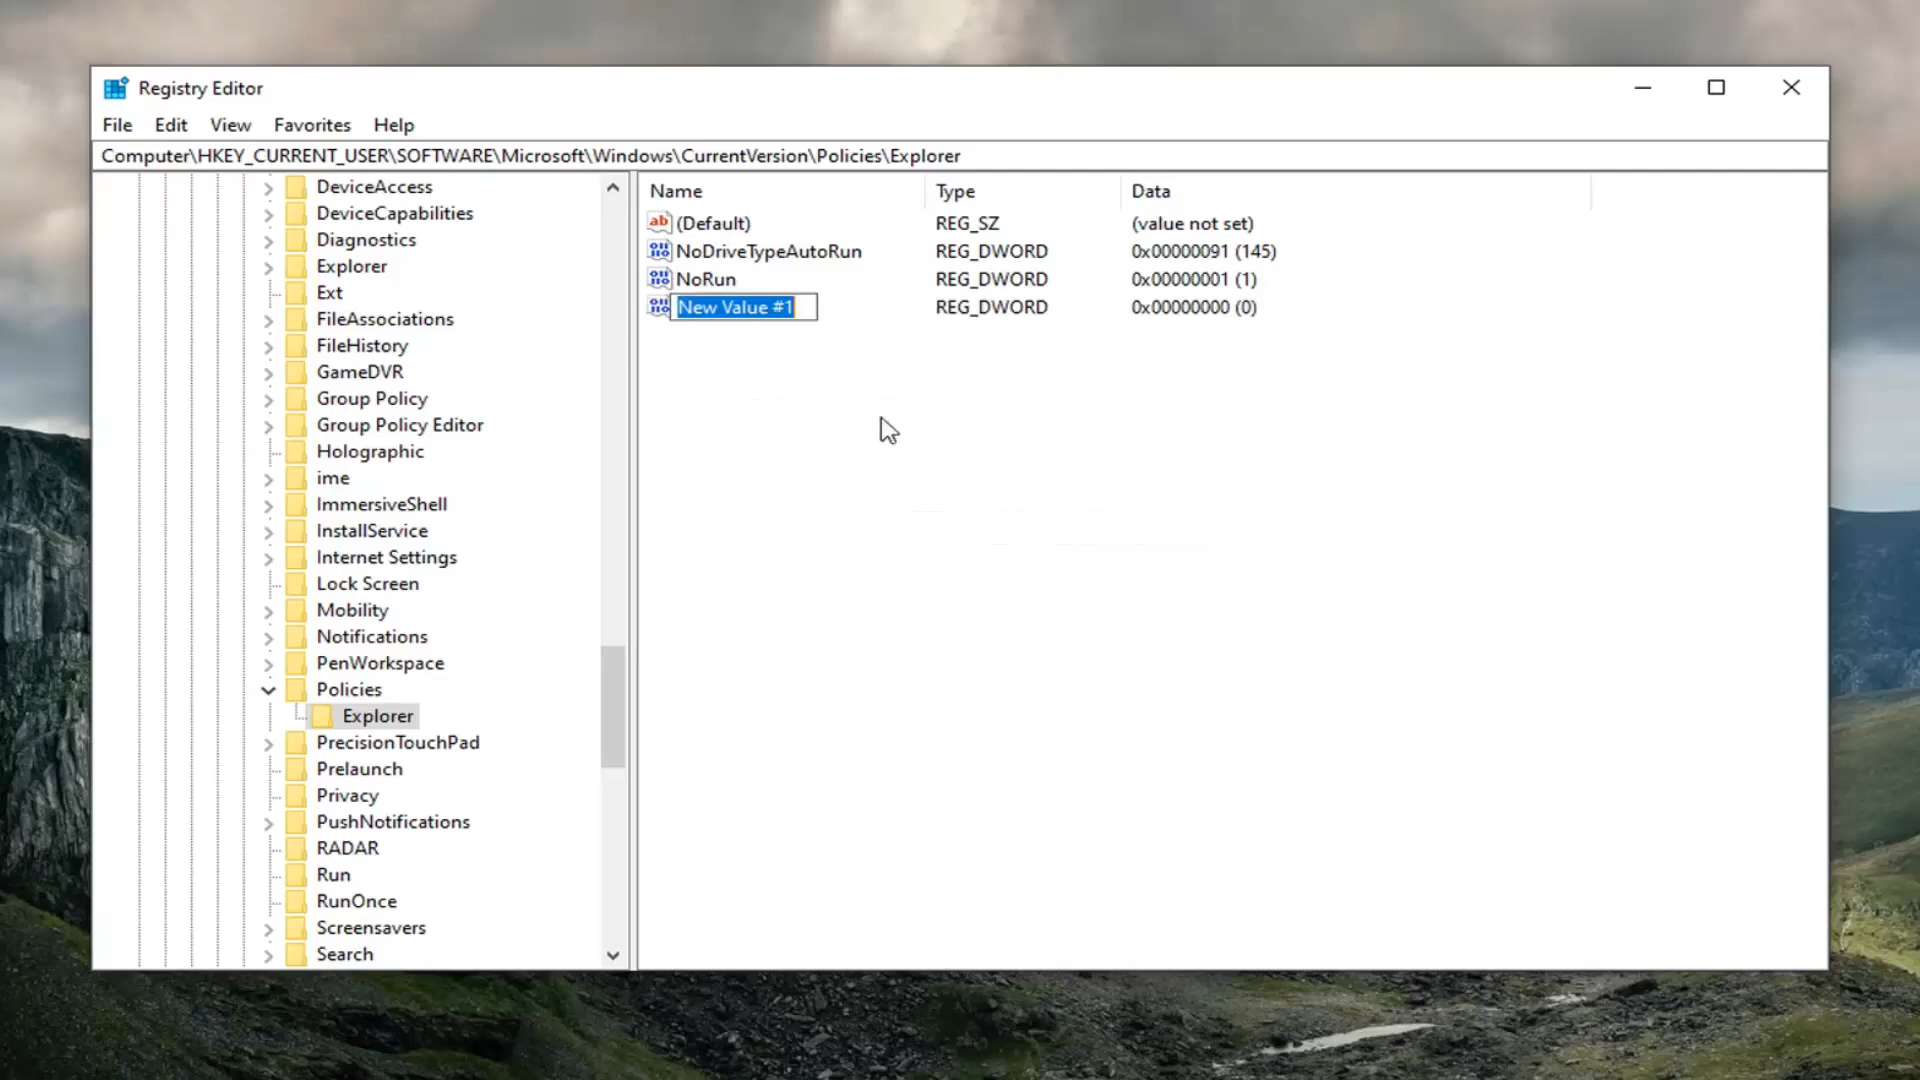 Registry Editor
File Edit View Favorites Help
Computer\HKEY_CURRENT_USER\SOFTWARE\Microsoft\Windows\CurrentVersion\Policies\Explorer
DeviceAccess
DeviceCapabilities
Diagnostics
Explorer
Ext
FileAssociations
FileHistory
GameDVR
Group Policy
Group Policy Editor
Holographic
ime
ImmersiveShell
InstallService
Internet Settings
Lock Screen
Mobility
Notifications
PenWorkspace
Policies
Explorer
PrecisionTouchPad
Prelaunch
Privacy
PushNotifications
RADAR
Run
RunOnce
Screensavers
Search
Name Type Data
(Default) REG_SZ (value not set)
NoDriveTypeAutoRun REG_DWORD 0x00000091 (145)
NoRun REG_DWORD 0x00000001 (1)
New Value #1 REG_DWORD 0x00000000 (0)